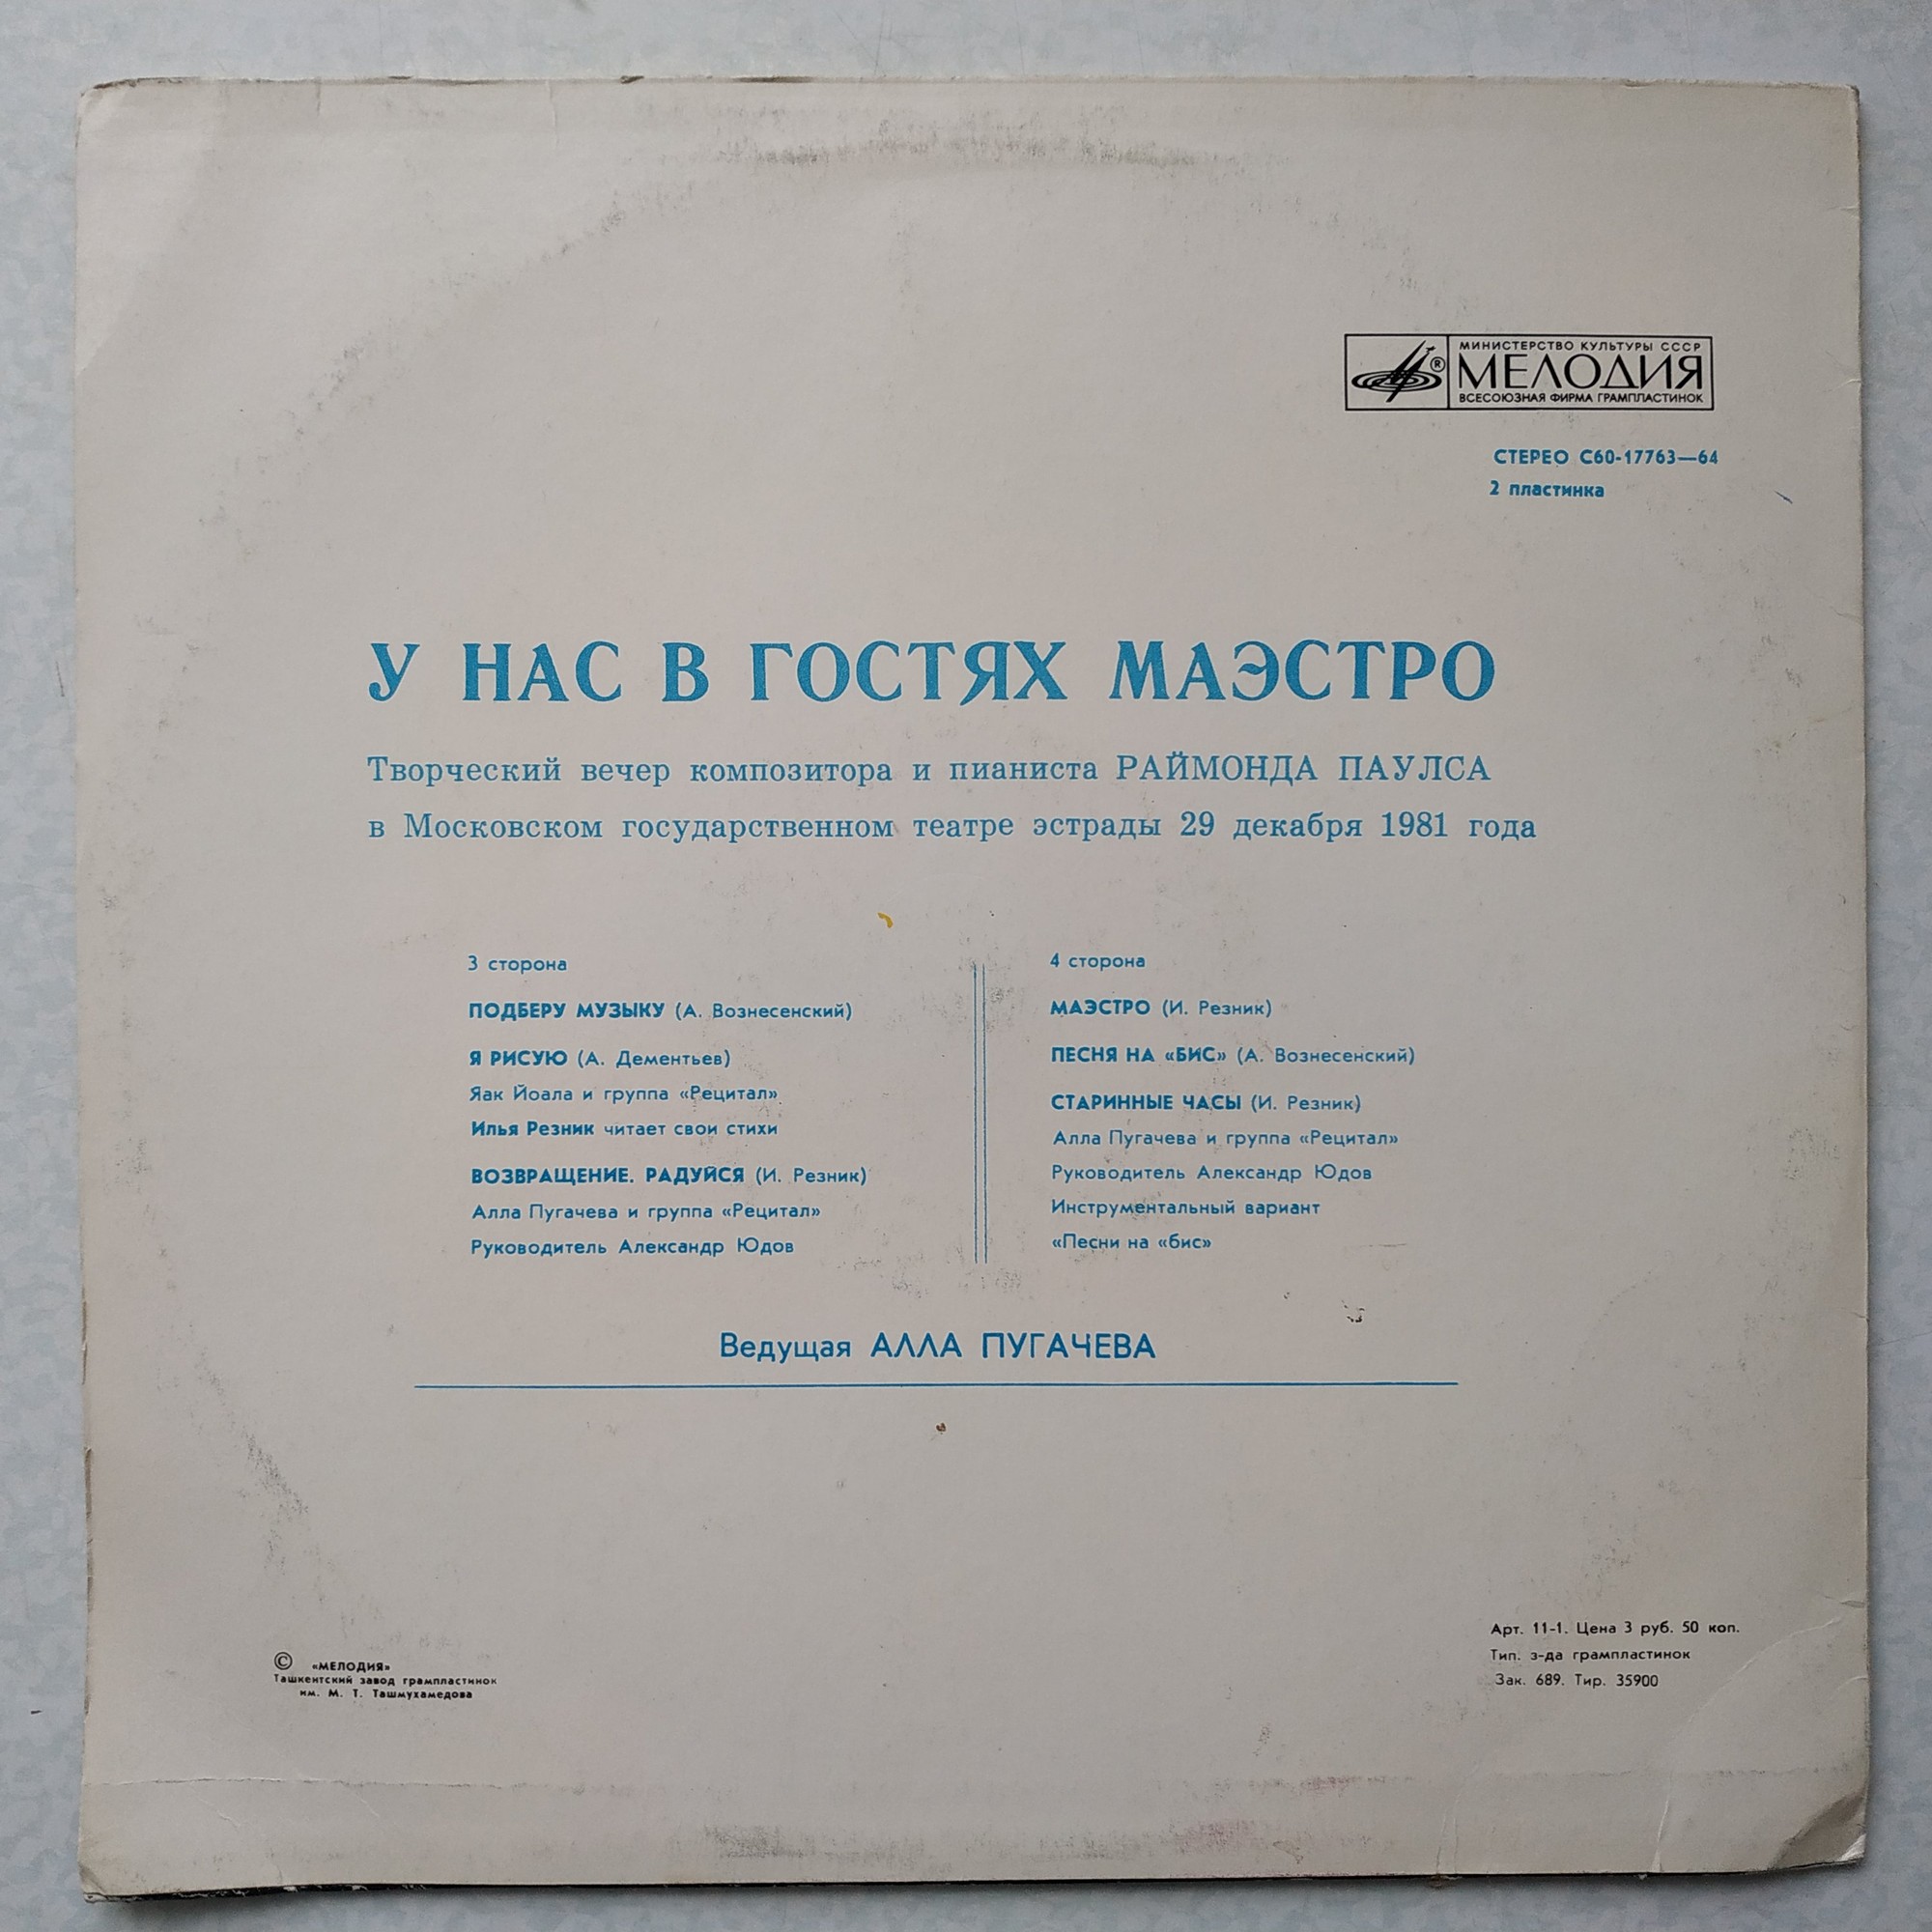 ®
МИНИСТЕРСТВО КУЛЬТУРЫ СССР
МЕЛОДИЯ
ВСЕСОЮЗНАЯ ФИРМА ГРАМПЛАСТИНОК
СТЕРЕО С60-17763—64
2 пластинка
У НАС В ГОСТЯХ МАЭСТРО
Творческий вечер композитора и пианиста РАЙМОНДА ПАУЛСА
в Московском государственном театре эстрады 29 декабря 1981 года
3 сторона
ПОДБЕРУ МУЗЫКУ (А. Вознесенский)
Я РИСУЮ (А. Дементьев)
Яак Йоала и группа «Рецитал»
Илья Резник читает свои стихи
ВОЗВРАЩЕНИЕ. РАДУЙСЯ (И. Резник)
Алла Пугачева и группа «Рецитал»
Руководитель Александр Юдов
4 сторона
МАЭСТРО (И. Резник)
ПЕСНЯ НА «БИС» (А. Вознесенский)
СТАРИННЫЕ ЧАСЫ (И. Резник)
Алла Пугачева и группа «Рецитал»
Руководитель Александр Юдов
Инструментальный вариант
«Песни на «бис»
Ведущая АЛЛА ПУГАЧЕВА
© «МЕЛОДИЯ»
Ташкентский завод грампластинок
им. М. Т. Ташмухамедова
Арт. 11-1. Цена 3 руб. 50 коп.
Тип. з-да грампластинок
Зак. 689. Тир. 35900